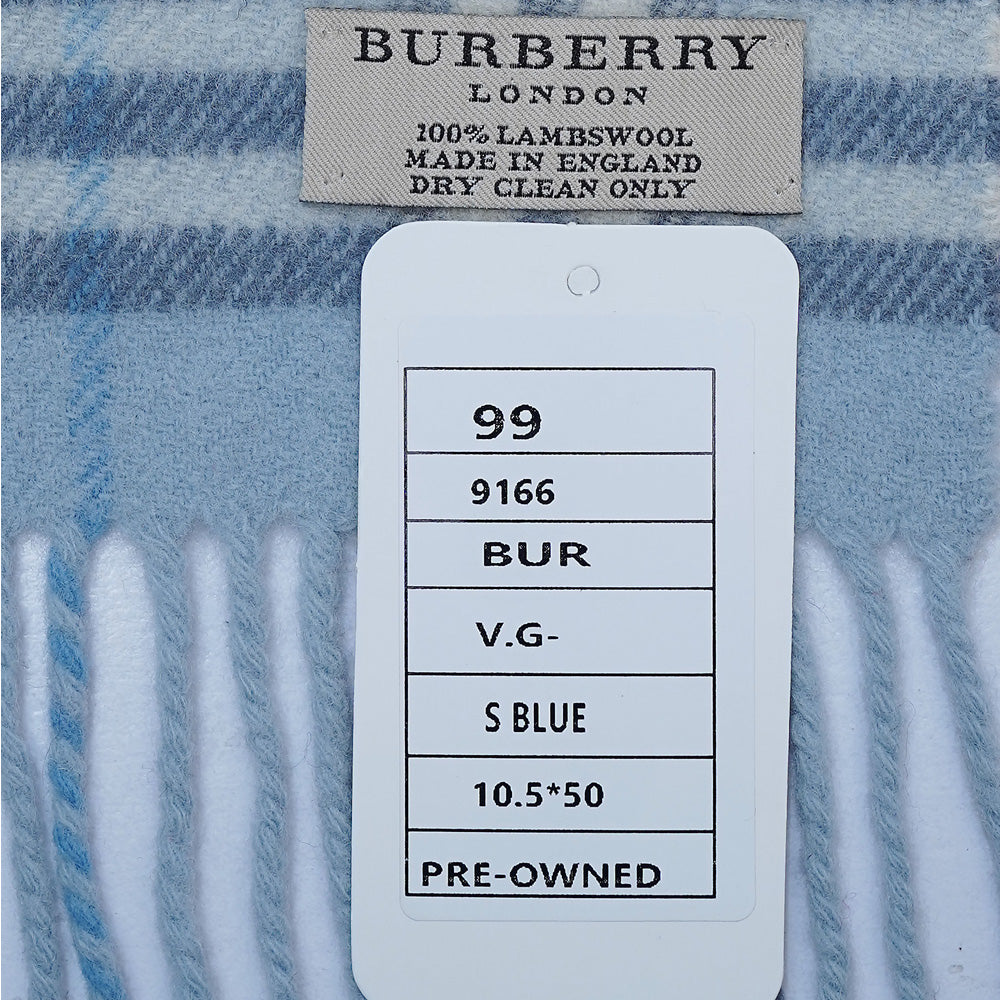 BURBERRY
LONDON
100% LAMBSWOOL
MADE IN ENGLAND
DRY CLEAN ONLY
99
9166
BUR
V.G-
S BLUE
10.5*50
PRE-OWNED